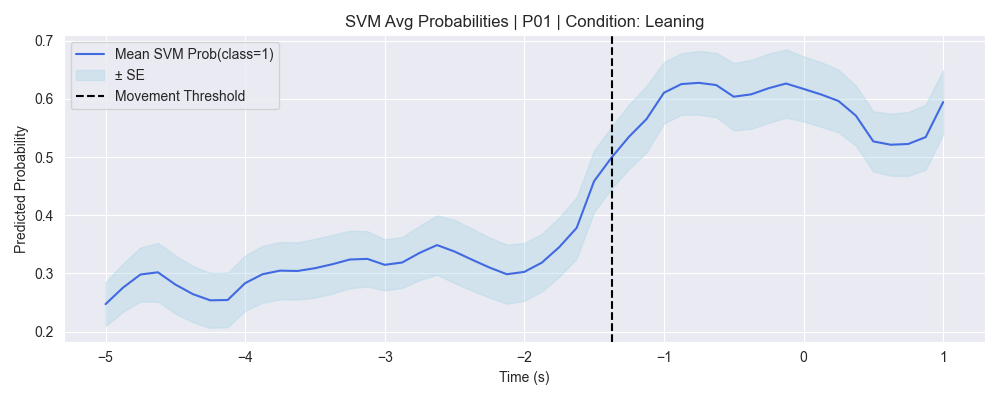 SVM Avg Probabilities | P01 | Condition: Leaning
Mean SVM Prob(class=1)
± SE
Movement Threshold
Predicted Probability
0.7
0.6
0.5
0.4
0.3
0.2
−5
−4
−3
−2
−1
0
1
Time (s)